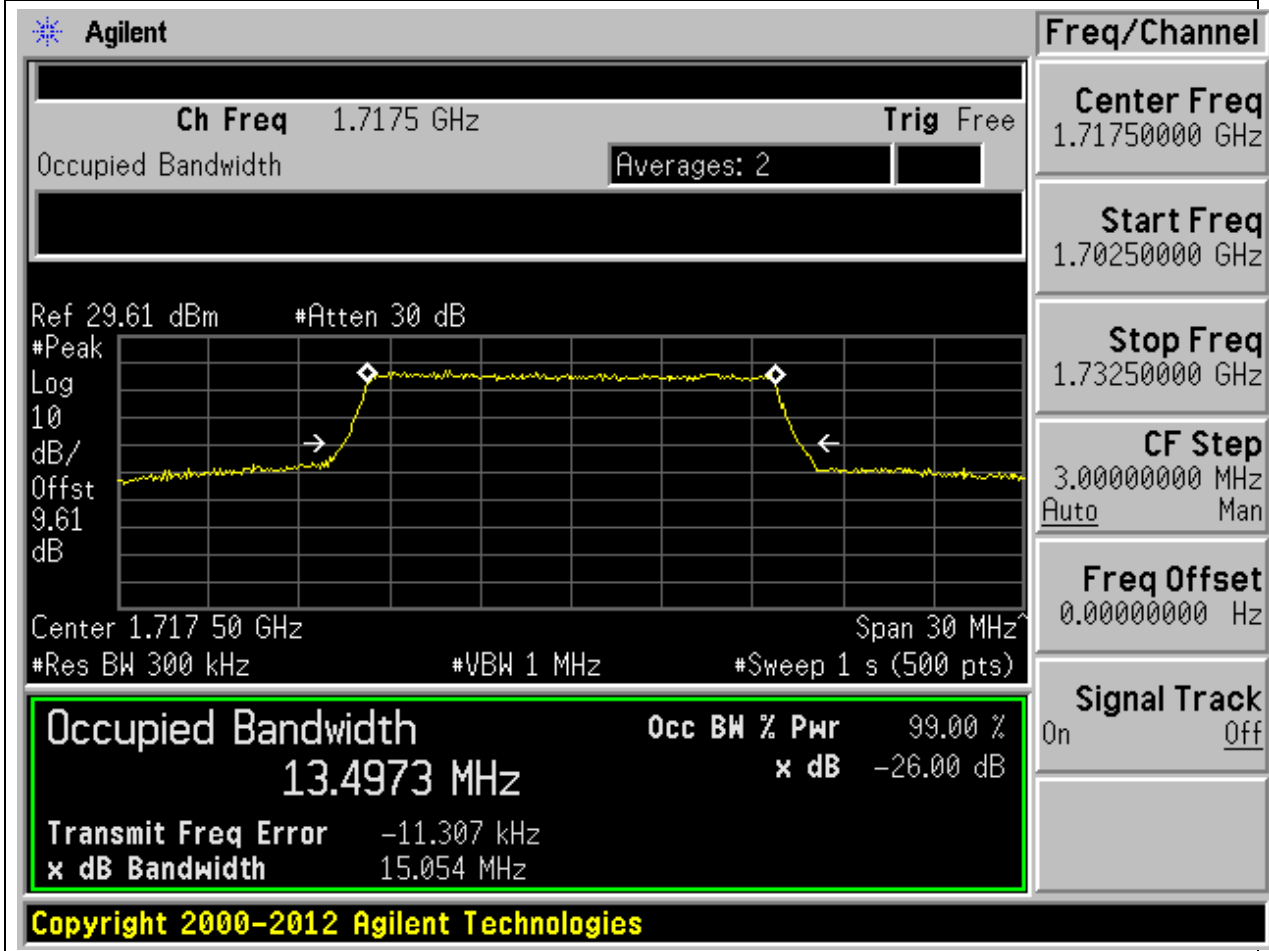 Agilent
Freq/Channel
Ch Freq 1.7175 GHz Trig Free
Occupied Bandwidth Averages: 2
Center Freq
1.71750000 GHz
Start Freq
1.70250000 GHz
Stop Freq
1.73250000 GHz
CF Step
3.00000000 MHz
Auto Man
Freq Offset
0.00000000 Hz
Signal Track
On Off
Ref 29.61 dBm #Atten 30 dB
#Peak
Log
10
dB/
Offst
9.61
dB
Center 1.717 50 GHz Span 30 MHz^
#Res BW 300 kHz #VBW 1 MHz #Sweep 1 s (500 pts)
Occupied Bandwidth Occ BW % Pwr 99.00 %
13.4973 MHz x dB -26.00 dB
Transmit Freq Error -11.307 kHz
x dB Bandwidth 15.054 MHz
Copyright 2000-2012 Agilent Technologies